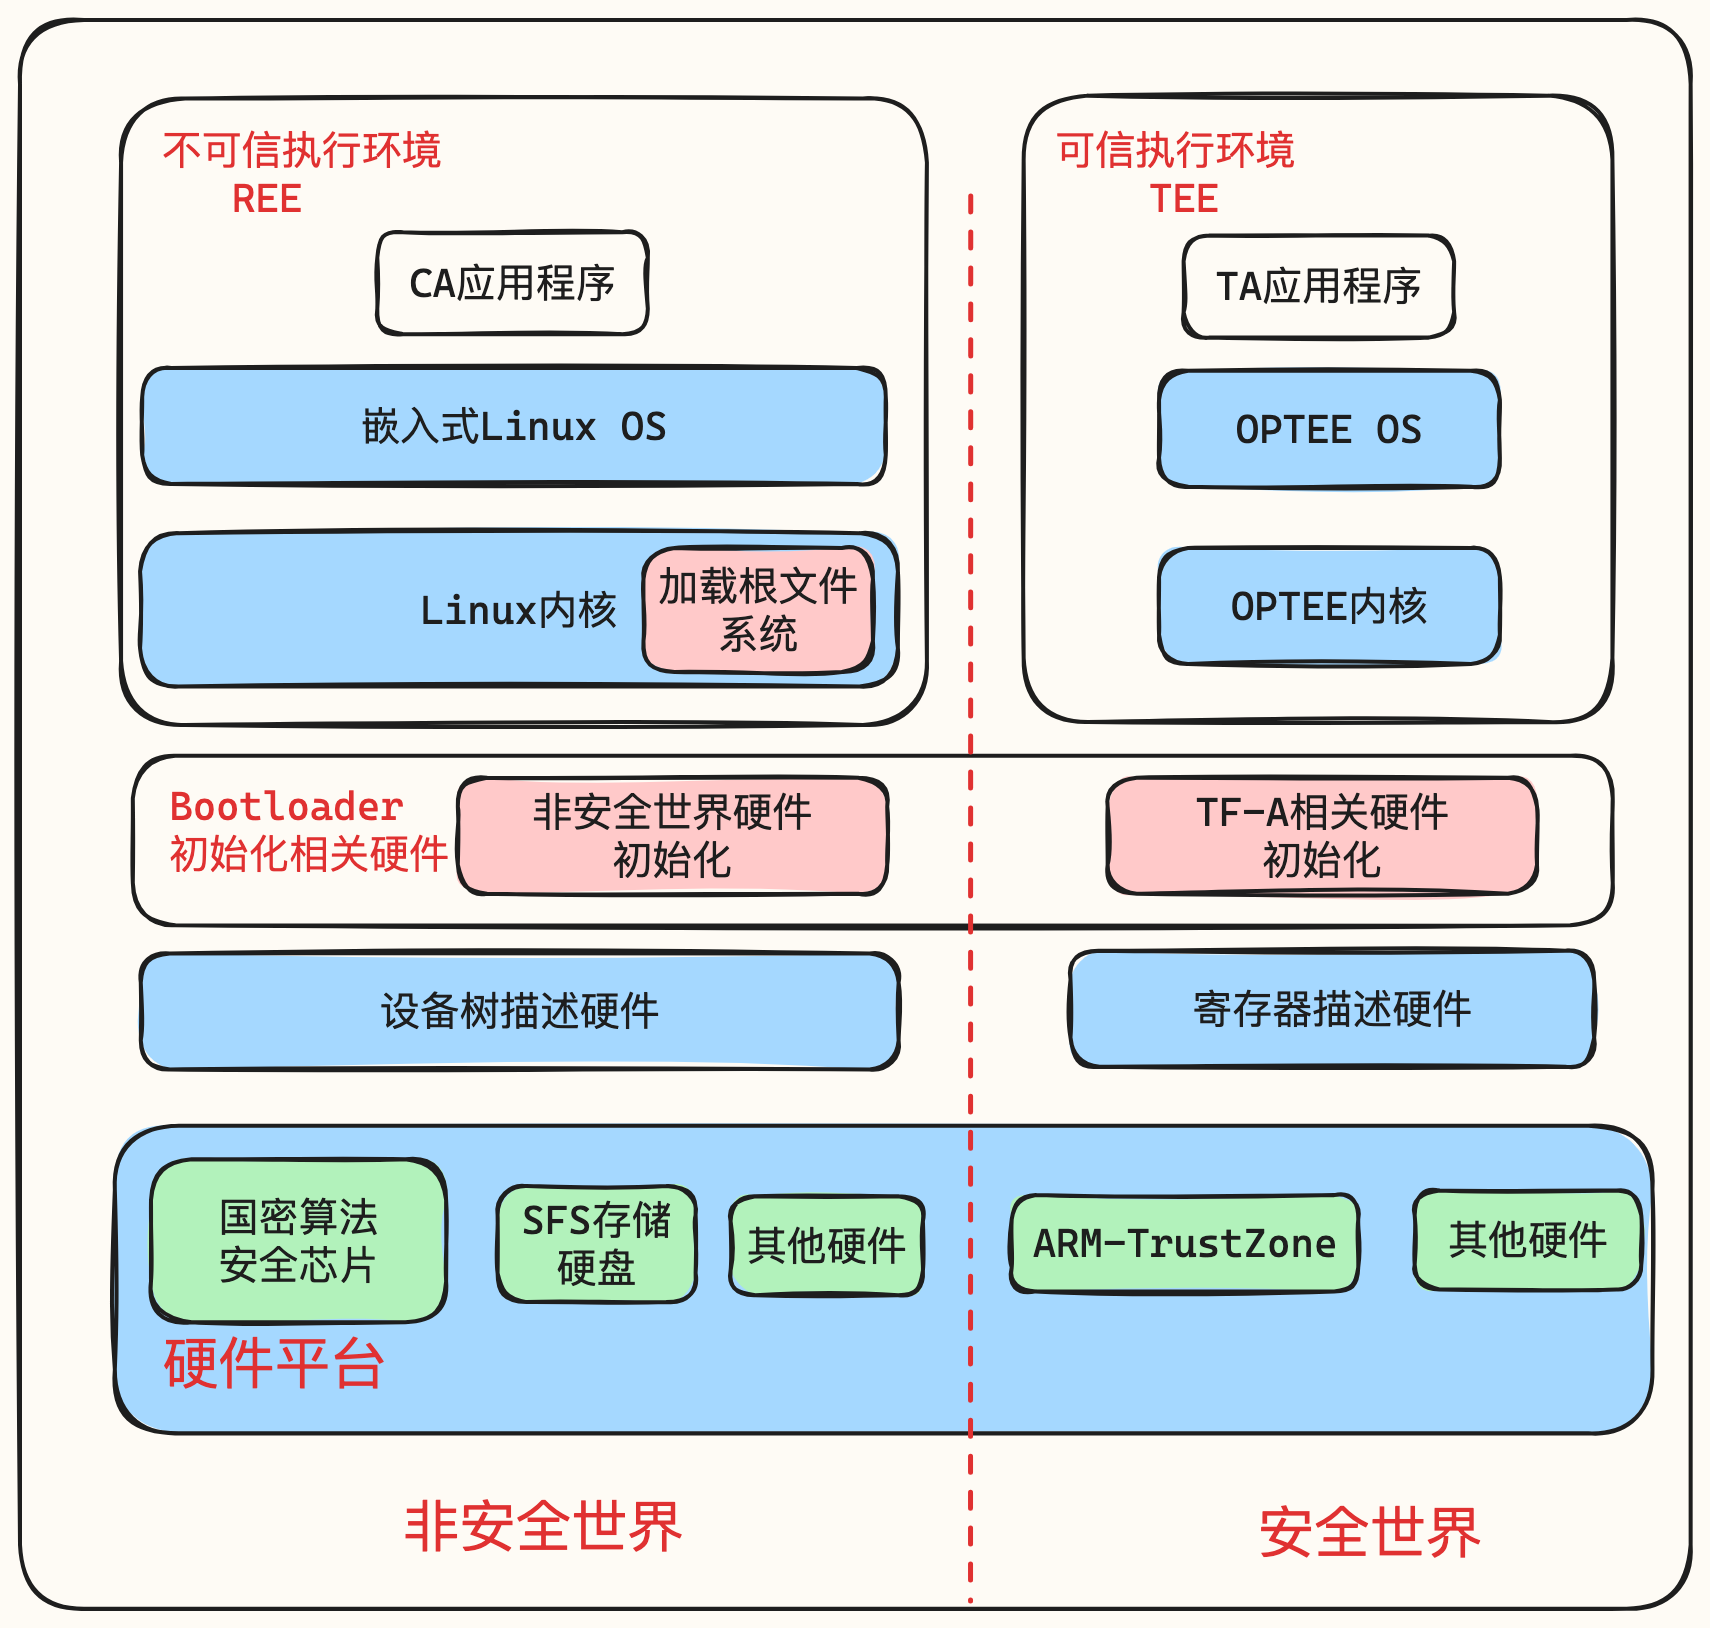 不可信执行环境
REE
CA应用程序
嵌入式Linux OS
Linux内核
加载根文件
系统
可信执行环境
TEE
TA应用程序
OPTEE OS
OPTEE内核
Bootloader
初始化相关硬件
非安全世界硬件
初始化
TF-A相关硬件
初始化
设备树描述硬件
寄存器描述硬件
国密算法
安全芯片
SFS存储
硬盘
其他硬件
ARM-TrustZone
其他硬件
硬件平台
非安全世界
安全世界